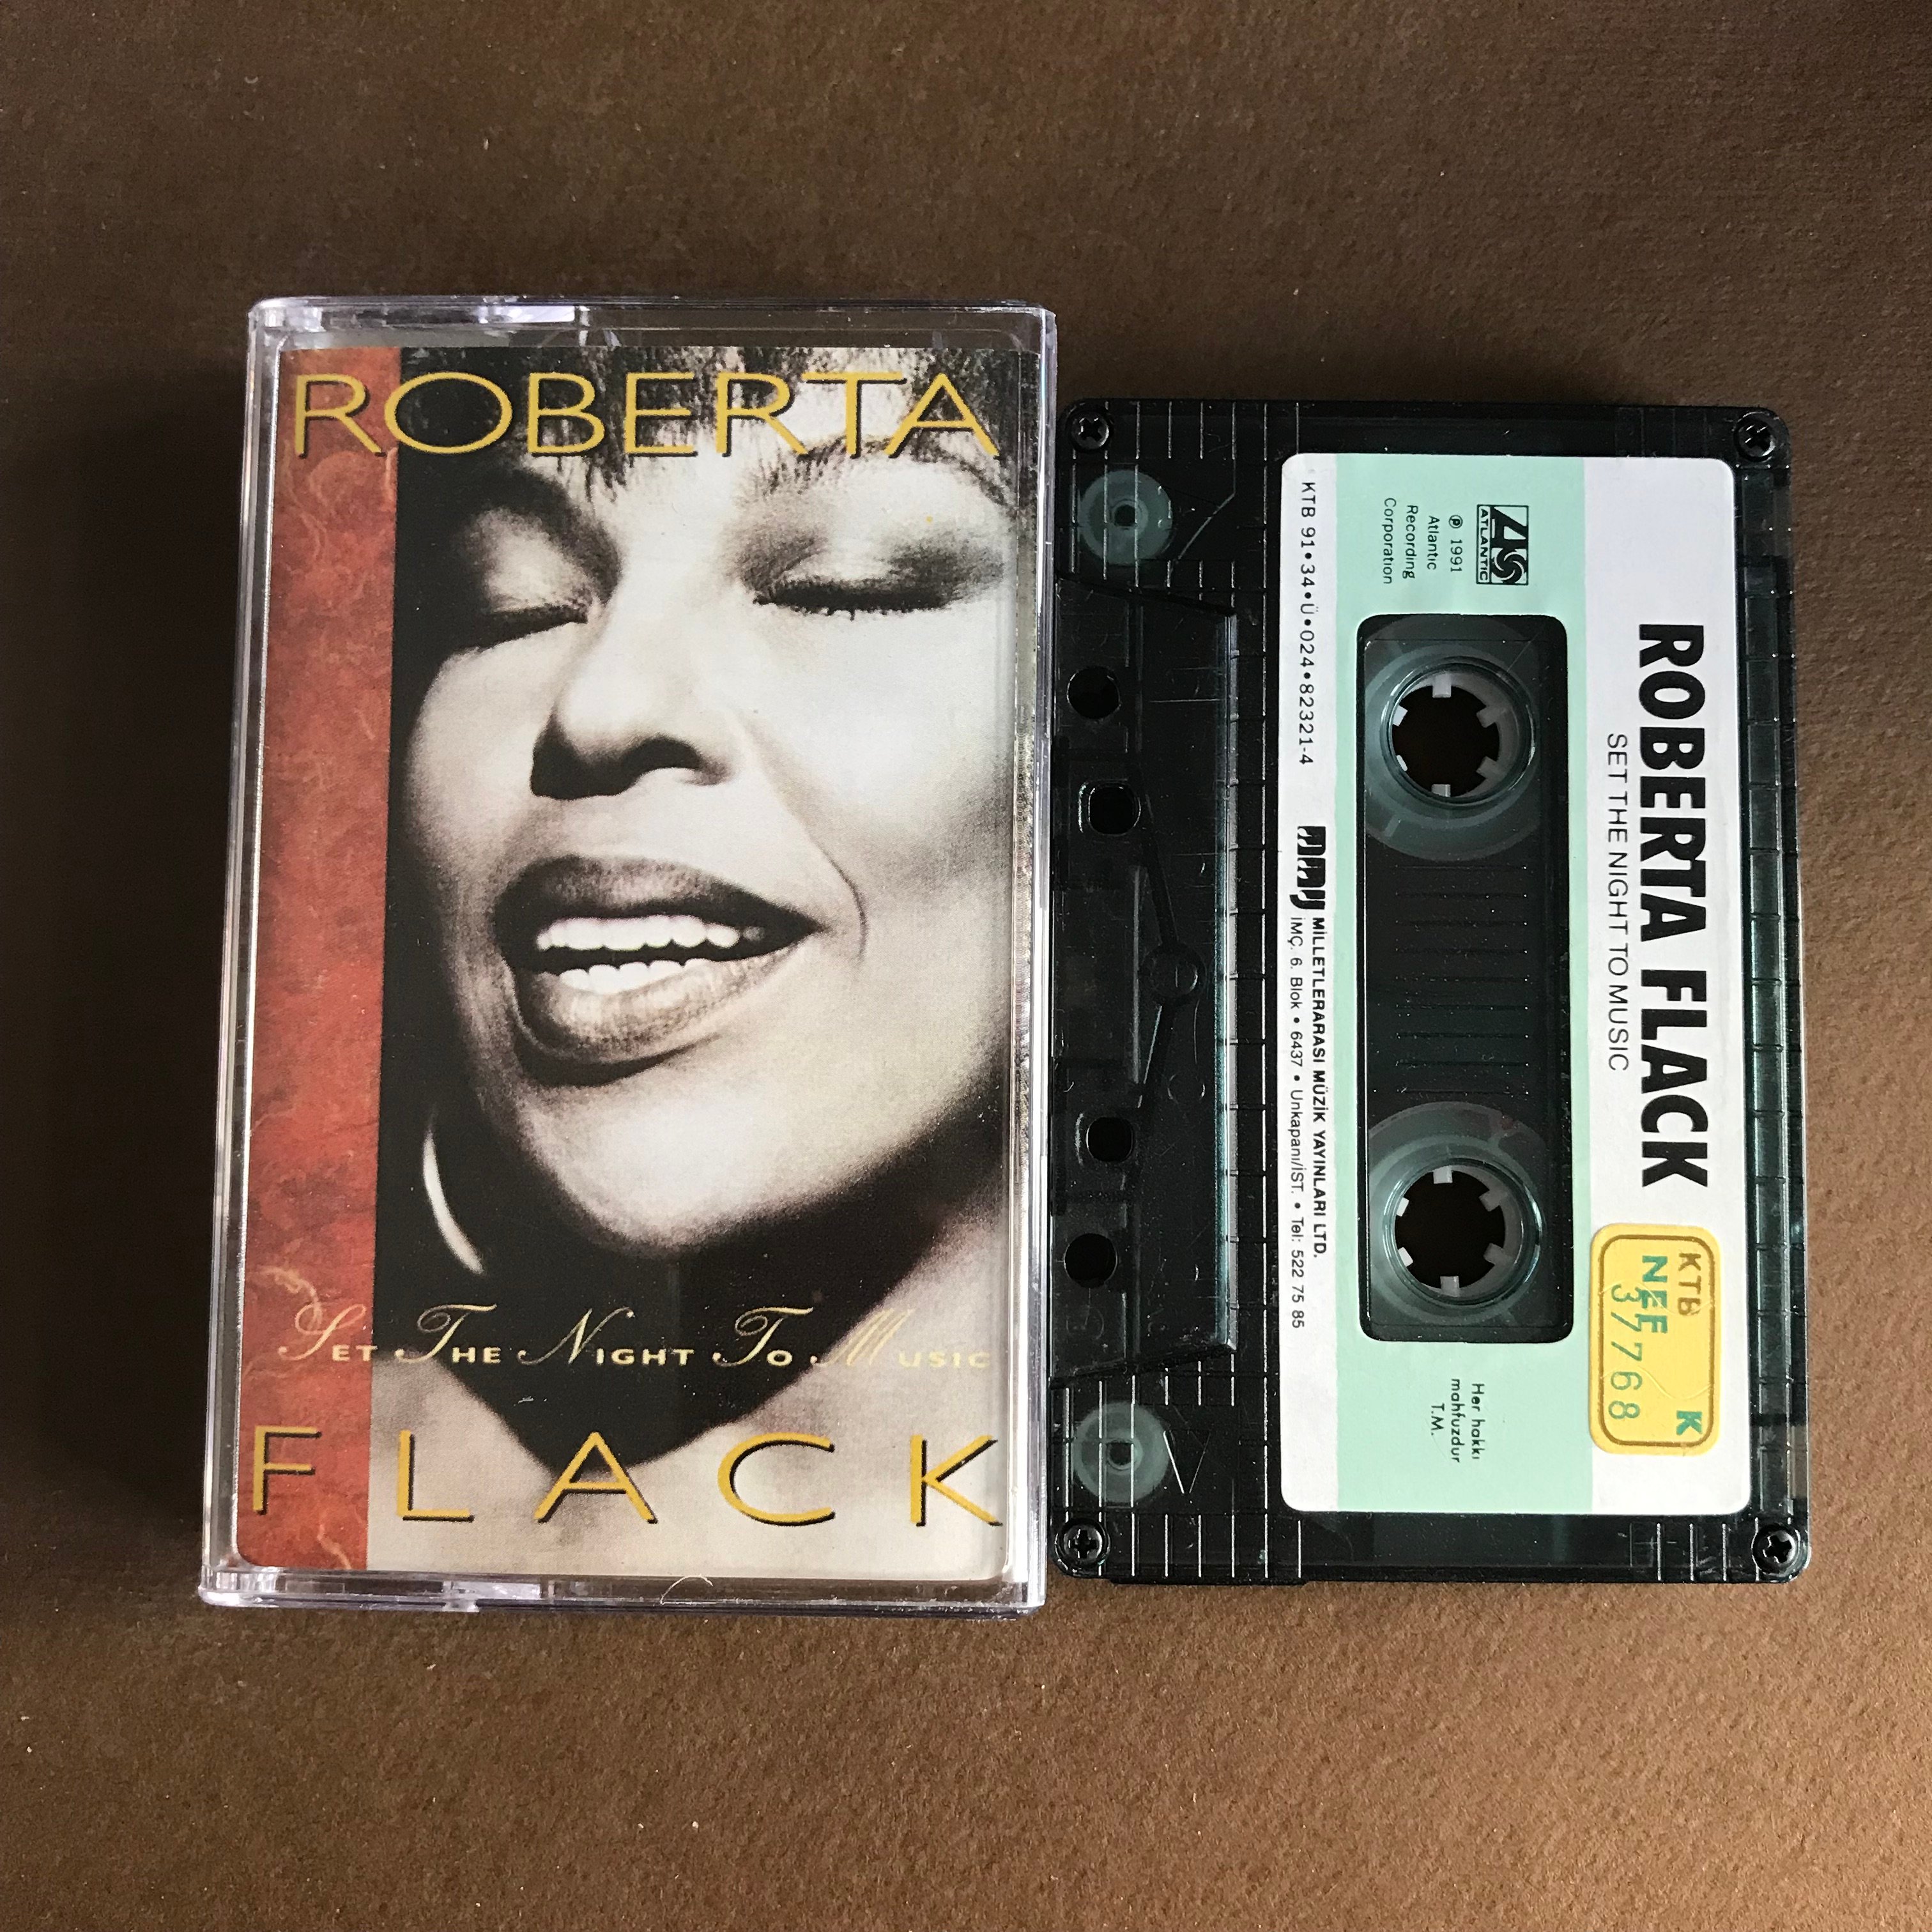 ROBERTA
SET THE NIGHT TO MUSIC
FLACK
ROBERTA FLACK
SET THE NIGHT TO MUSIC
KTB
NEF K
37768
ATLANTIC
℗ 1991
Atlantic
Recording
Corporation
Her hakkı
mahfuzdur
T.M.
KTB 91•34•Ü•024•82321-4
MİLLETLERARASI MÜZİK YAYINLARI LTD.
İMÇ. 6. Blok • 6437 • Unkapanı/İST. • Tel: 522 75 85